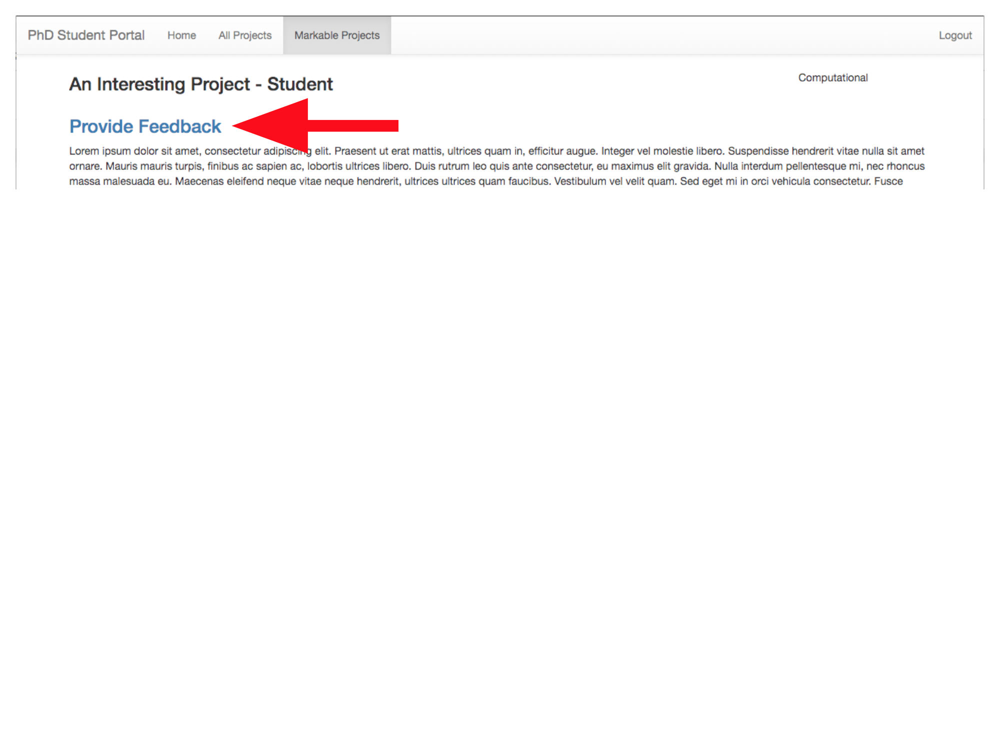 PhD Student Portal Home All Projects Markable Projects Logout
An Interesting Project - Student Computational
Provide Feedback
Lorem ipsum dolor sit amet, consectetur adipiscing elit. Praesent ut erat mattis, ultrices quam in, efficitur augue. Integer vel molestie libero. Suspendisse hendrerit vitae nulla sit amet
ornare. Mauris mauris turpis, finibus ac sapien ac, lobortis ultrices libero. Duis rutrum leo quis ante consectetur, eu maximus elit gravida. Nulla interdum pellentesque mi, nec rhoncus
massa malesuada eu. Maecenas eleifend neque vitae neque hendrerit, ultrices ultrices quam faucibus. Vestibulum vel velit quam. Sed eget mi in orci vehicula consectetur. Fusce